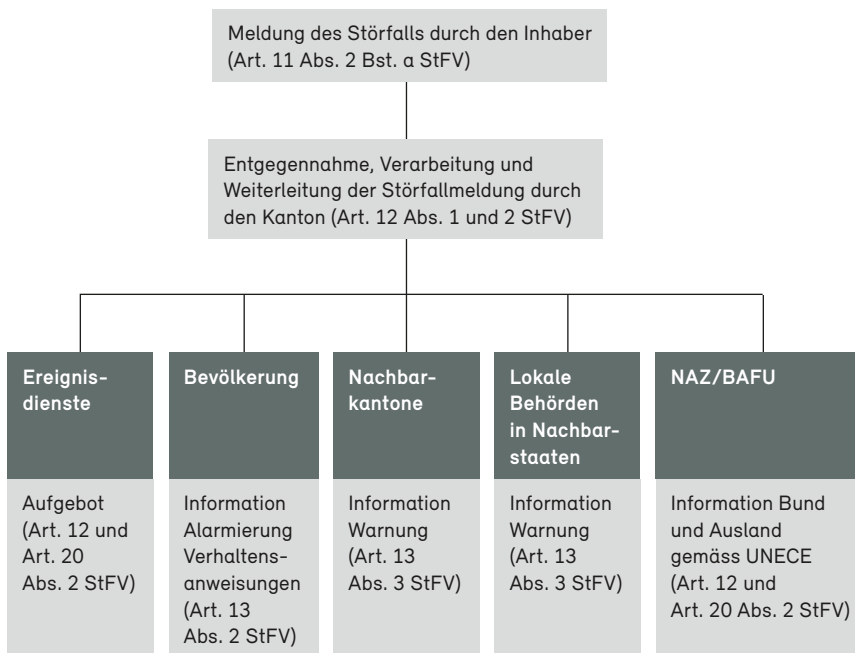 Meldung des Störfalls durch den Inhaber
(Art. 11 Abs. 2 Bst. a StFV)
Entgegennahme, Verarbeitung und
Weiterleitung der Störfallmeldung durch
den Kanton (Art. 12 Abs. 1 und 2 StFV)
Ereignis-
dienste
Aufgebot
(Art. 12 und
Art. 20
Abs. 2 StFV)
Bevölkerung
Information
Alarmierung
Verhaltens-
anweisungen
(Art. 13
Abs. 2 StFV)
Nachbar-
kantone
Information
Warnung
(Art. 13
Abs. 3 StFV)
Lokale
Behörden
in Nachbar-
staaten
Information
Warnung
(Art. 13
Abs. 3 StFV)
NAZ/BAFU
Information Bund
und Ausland
gemäss UNECE
(Art. 12 und
Art. 20 Abs. 2 StFV)